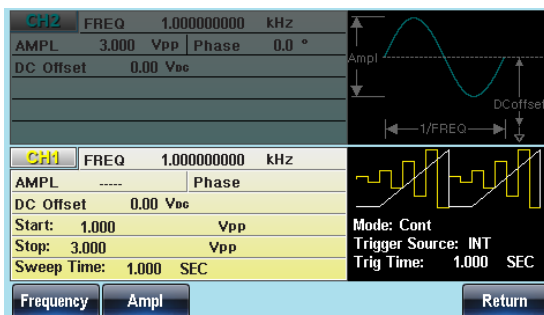 CH2 FREQ 1.000000000 kHz
AMPL 3.000 Vpp Phase 0.0 °
DC Offset 0.00 VDC
Ampl
DCoffset
1/FREQ
CH1 FREQ 1.000000000 kHz
AMPL ----- Phase
DC Offset 0.00 VDC
Start: 1.000 Vpp
Stop: 3.000 Vpp
Sweep Time: 1.000 SEC
Mode: Cont
Trigger Source: INT
Trig Time: 1.000 SEC
Frequency Ampl Return